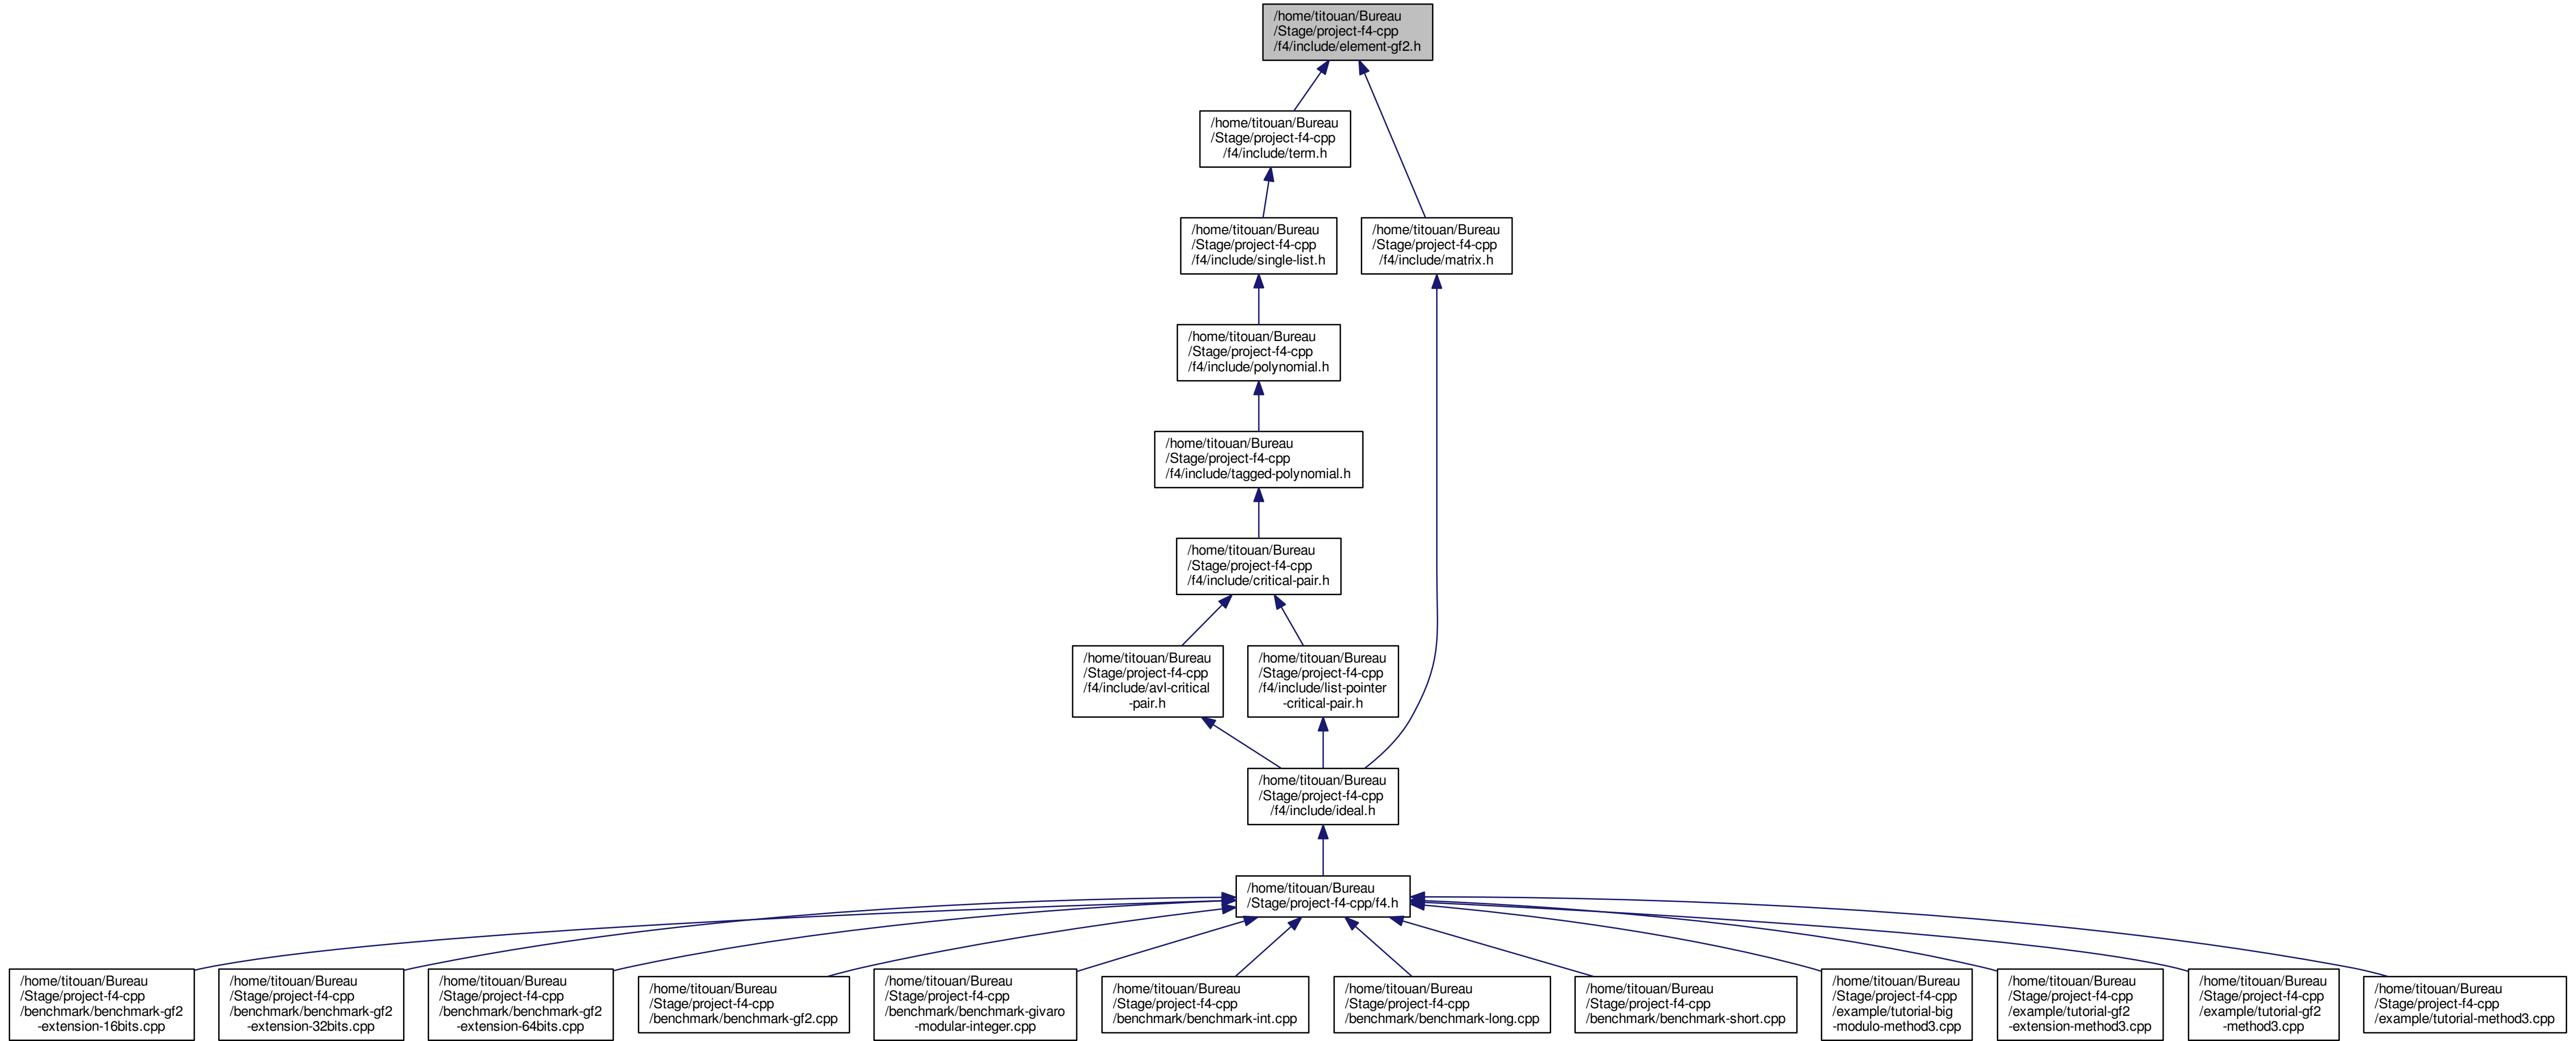 /home/titouan/Bureau
/Stage/project-f4-cpp
/f4/include/element-gf2.h
/home/titouan/Bureau
/Stage/project-f4-cpp
/f4/include/term.h
/home/titouan/Bureau
/Stage/project-f4-cpp
/f4/include/single-list.h
/home/titouan/Bureau
/Stage/project-f4-cpp
/f4/include/matrix.h
/home/titouan/Bureau
/Stage/project-f4-cpp
/f4/include/polynomial.h
/home/titouan/Bureau
/Stage/project-f4-cpp
/f4/include/tagged-polynomial.h
/home/titouan/Bureau
/Stage/project-f4-cpp
/f4/include/critical-pair.h
/home/titouan/Bureau
/Stage/project-f4-cpp
/f4/include/avl-critical
-pair.h
/home/titouan/Bureau
/Stage/project-f4-cpp
/f4/include/list-pointer
-critical-pair.h
/home/titouan/Bureau
/Stage/project-f4-cpp
/f4/include/ideal.h
/home/titouan/Bureau
/Stage/project-f4-cpp/f4.h
/home/titouan/Bureau
/Stage/project-f4-cpp
/benchmark/benchmark-gf2
-extension-16bits.cpp
/home/titouan/Bureau
/Stage/project-f4-cpp
/benchmark/benchmark-gf2
-extension-32bits.cpp
/home/titouan/Bureau
/Stage/project-f4-cpp
/benchmark/benchmark-gf2
-extension-64bits.cpp
/home/titouan/Bureau
/Stage/project-f4-cpp
/benchmark/benchmark-gf2.cpp
/home/titouan/Bureau
/Stage/project-f4-cpp
/benchmark/benchmark-givaro
-modular-integer.cpp
/home/titouan/Bureau
/Stage/project-f4-cpp
/benchmark/benchmark-int.cpp
/home/titouan/Bureau
/Stage/project-f4-cpp
/benchmark/benchmark-long.cpp
/home/titouan/Bureau
/Stage/project-f4-cpp
/benchmark/benchmark-short.cpp
/home/titouan/Bureau
/Stage/project-f4-cpp
/example/tutorial-big
-modulo-method3.cpp
/home/titouan/Bureau
/Stage/project-f4-cpp
/example/tutorial-gf2
-extension-method3.cpp
/home/titouan/Bureau
/Stage/project-f4-cpp
/example/tutorial-gf2
-method3.cpp
/home/titouan/Bureau
/Stage/project-f4-cpp
/example/tutorial-method3.cpp